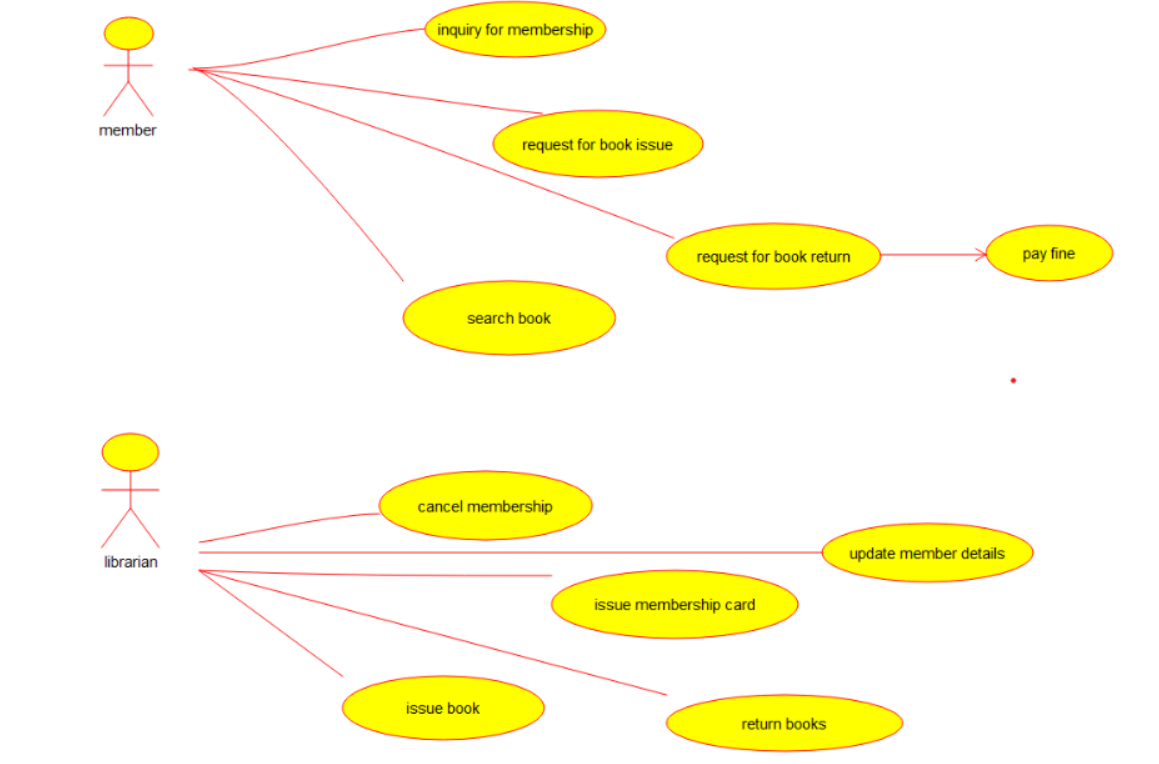 inquiry for membership
member
request for book issue
request for book return
pay fine
search book
cancel membership
librarian
update member details
issue membership card
issue book
return books